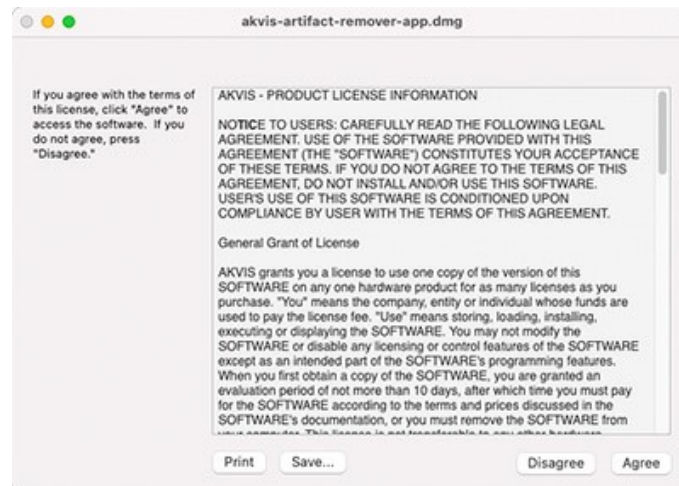 akvis-artifact-remover-app.dmg
If you agree with the terms of
this license, click "Agree" to
access the software. If you
do not agree, press
"Disagree."
AKVIS - PRODUCT LICENSE INFORMATION
NOTICE TO USERS: CAREFULLY READ THE FOLLOWING LEGAL
AGREEMENT. USE OF THE SOFTWARE PROVIDED WITH THIS
AGREEMENT (THE "SOFTWARE") CONSTITUTES YOUR ACCEPTANCE
OF THESE TERMS. IF YOU DO NOT AGREE TO THE TERMS OF THIS
AGREEMENT, DO NOT INSTALL AND/OR USE THIS SOFTWARE.
USER'S USE OF THIS SOFTWARE IS CONDITIONED UPON
COMPLIANCE BY USER WITH THE TERMS OF THIS AGREEMENT.
General Grant of License
AKVIS grants you a license to use one copy of the version of this
SOFTWARE on any one hardware product for as many licenses as you
purchase. "You" means the company, entity or individual whose funds are
used to pay the license fee. "Use" means storing, loading, installing,
executing or displaying the SOFTWARE. You may not modify the
SOFTWARE or disable any licensing or control features of the SOFTWARE
except as an intended part of the SOFTWARE's programming features.
When you first obtain a copy of the SOFTWARE, you are granted an
evaluation period of not more than 10 days, after which time you must pay
for the SOFTWARE according to the terms and prices discussed in the
SOFTWARE's documentation, or you must remove the SOFTWARE from
your computer. This license is not transferable to any other hardware
Print Save... Disagree Agree